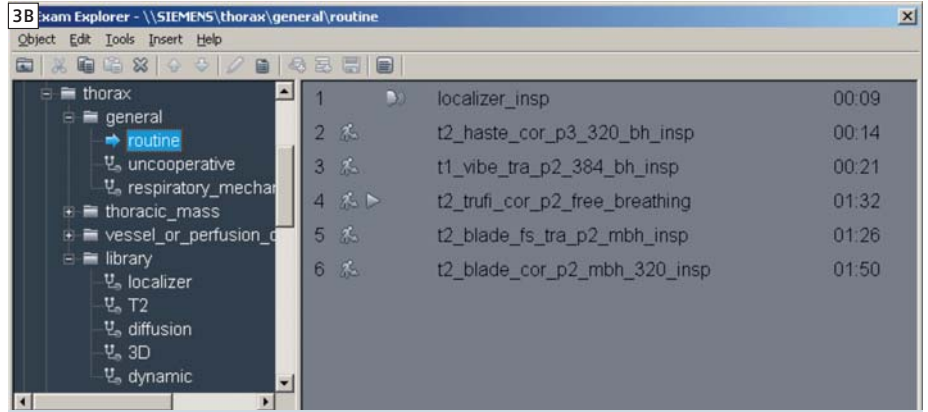 3B
Exam Explorer - \\SIEMENS\thorax\general\routine
Object Edit Tools Insert Help
thorax
general
routine
uncooperative
respiratory_mechar
thoracic_mass
vessel_or_perfusion_d
library
localizer
T2
diffusion
3D
dynamic
1 localizer_insp 00:09
2 t2_haste_cor_p3_320_bh_insp 00:14
3 t1_vibe_tra_p2_384_bh_insp 00:21
4 t2_trufi_cor_p2_free_breathing 01:32
5 t2_blade_fs_tra_p2_mbh_insp 01:26
6 t2_blade_cor_p2_mbh_320_insp 01:50